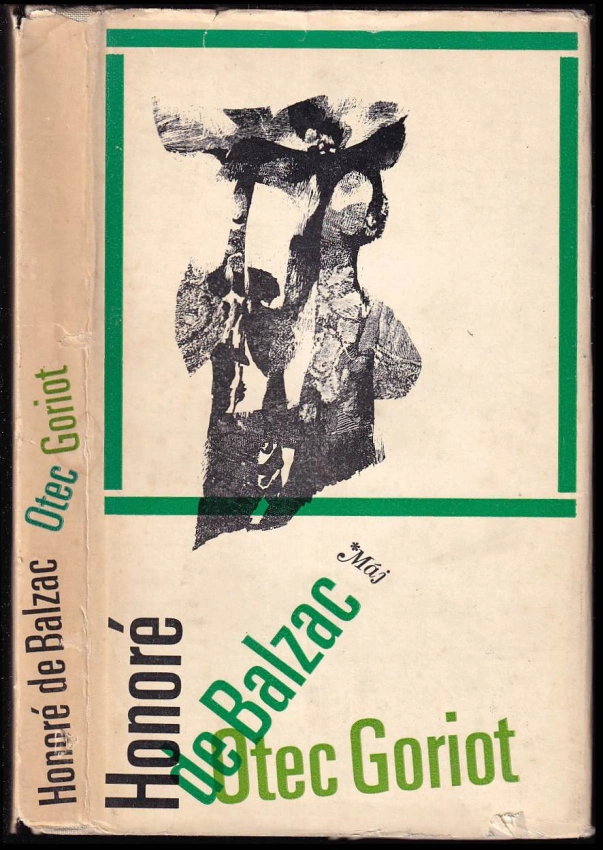 Honoré de Balzac Otec Goriot
*Máj
Honoré
de Balzac
Otec Goriot